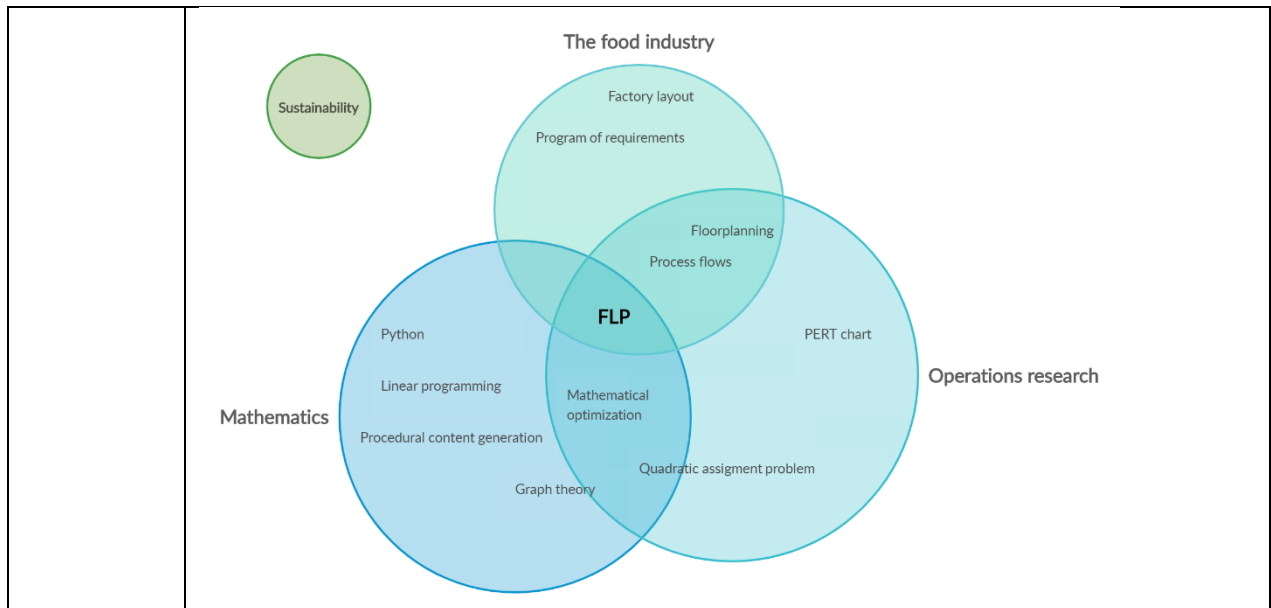 The food industry
Factory layout
Sustainability
Program of requirements
Floorplanning
Process flows
FLP
Python
PERT chart
Operations research
Linear programming
Mathematical
optimization
Mathematics
Procedural content generation
Quadratic assigment problem
Graph theory